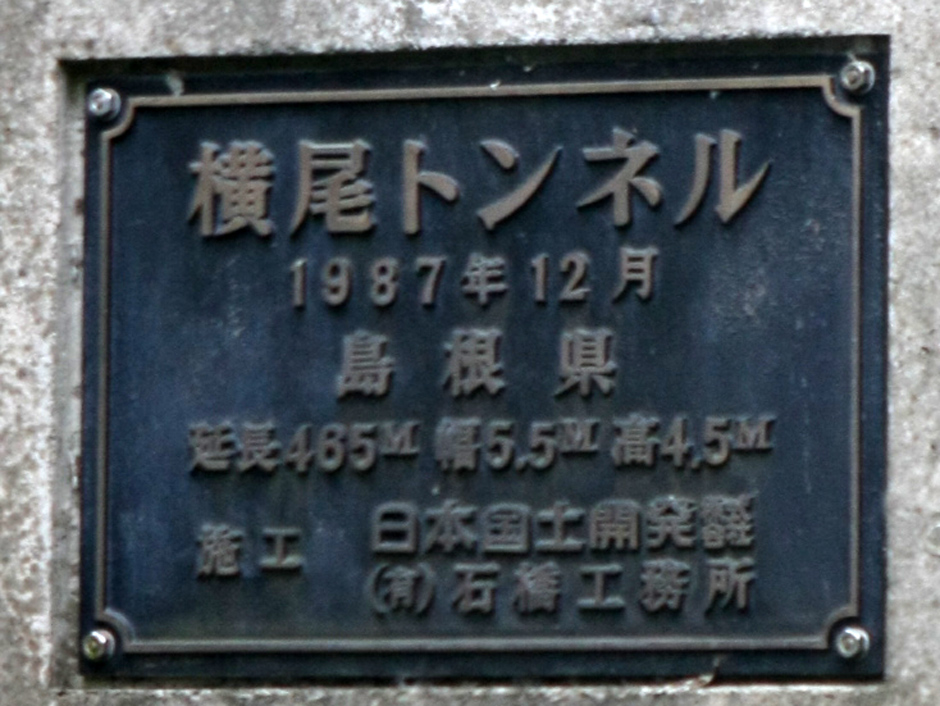 横尾トンネル
1987年12月
島根県
延長465M 幅5.5M 高4.5M
施工 日本国土開発㈱
(有)石橋工務所